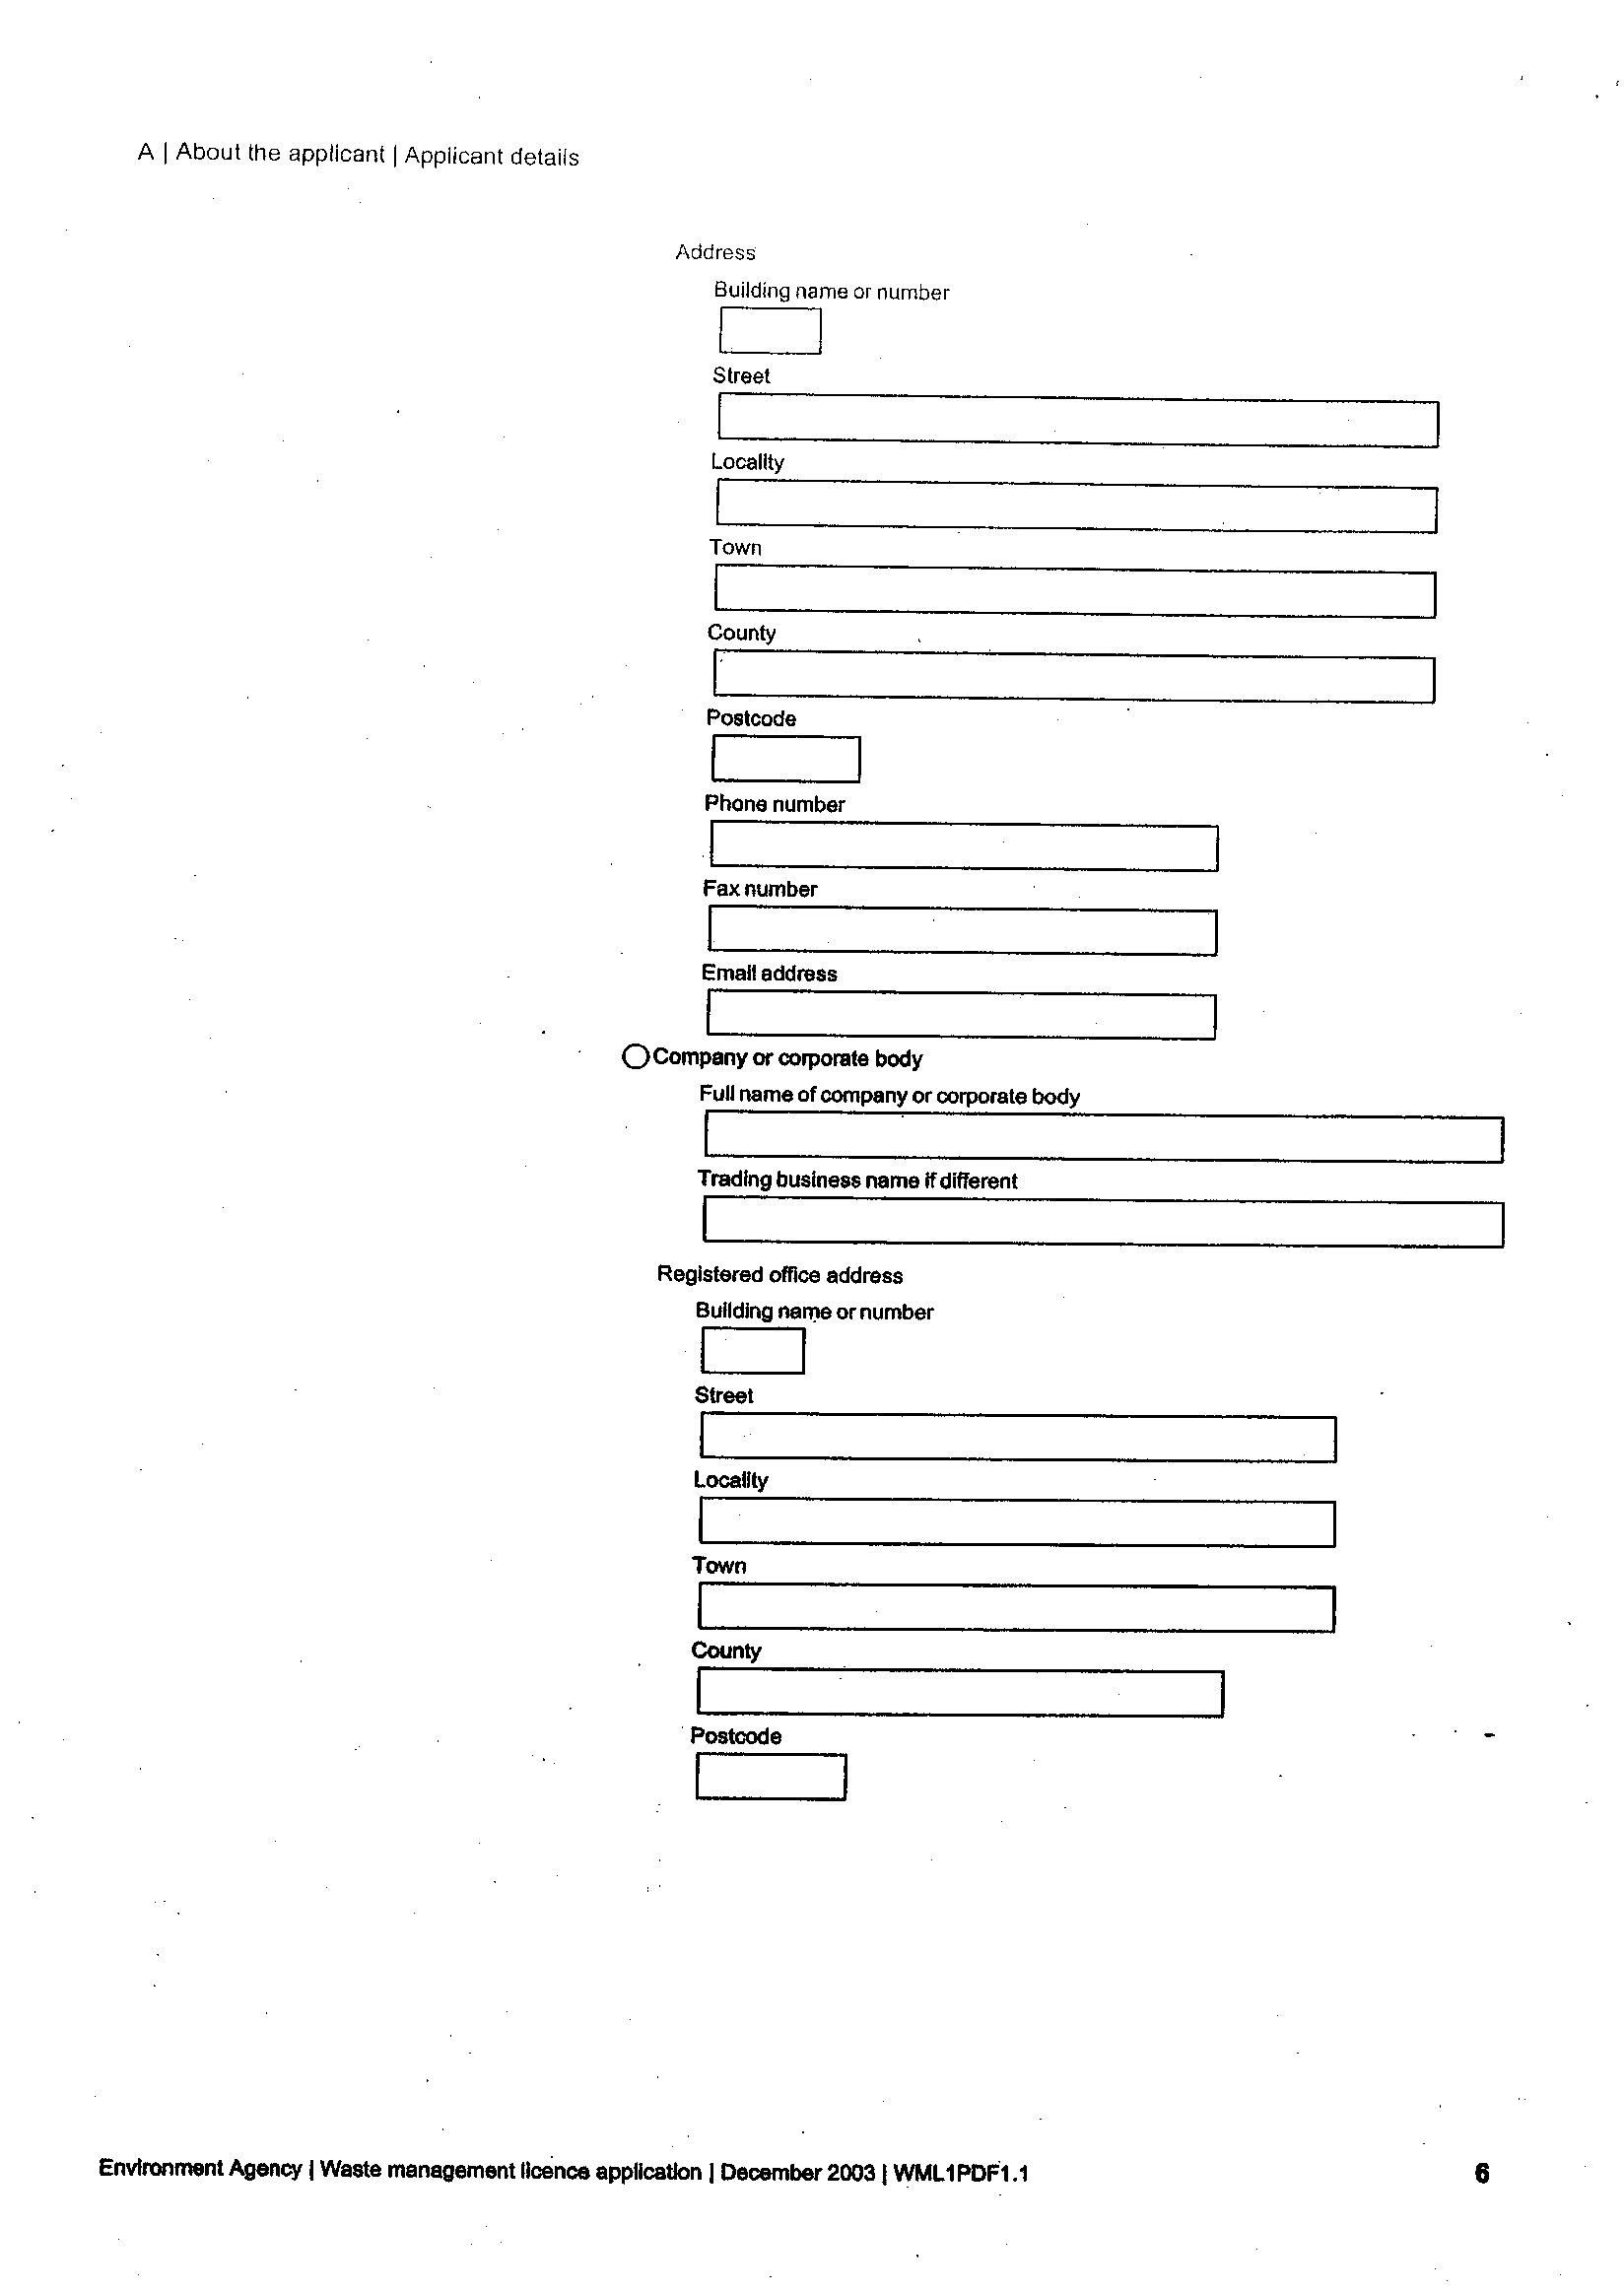 A | About the applicant | Applicant details
Address
Building name or number
Street
Locality
Town
County
Postcode
Phone number
Fax number
Email address
Company or corporate body
Full name of company or corporate body
Trading business name if different
Registered office address
Building name or number
Street
Locality
Town
County
Postcode
Environment Agency | Waste management licence application | December 2003 | WML1PDF1.1
6